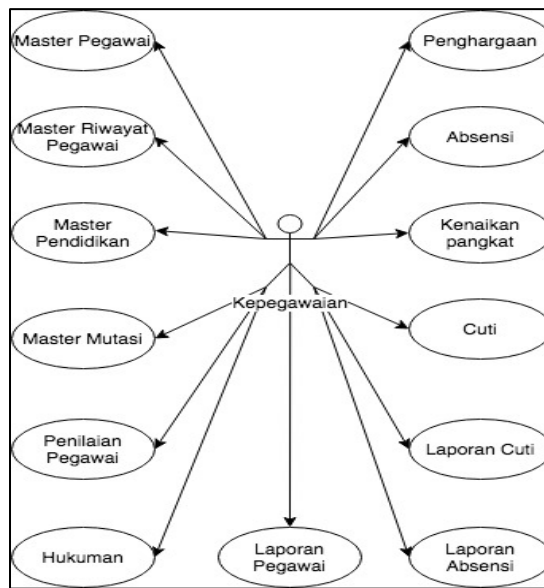 Master Pegawai
Penghargaan
Master Riwayat
Pegawai
Absensi
Master
Pendidikan
Kenaikan
pangkat
Kepegawaian
Master Mutasi
Cuti
Penilaian
Pegawai
Laporan Cuti
Hukuman
Laporan
Pegawai
Laporan
Absensi